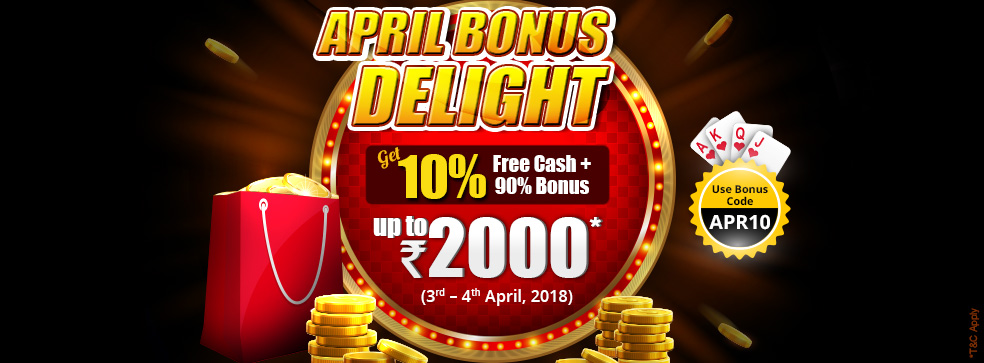 APRIL BONUS
DELIGHT
Get 10% Free Cash +
90% Bonus
up to ₹2000*
(3rd – 4th April, 2018)
A K Q J
Use Bonus
Code
APR10
*T&C Apply